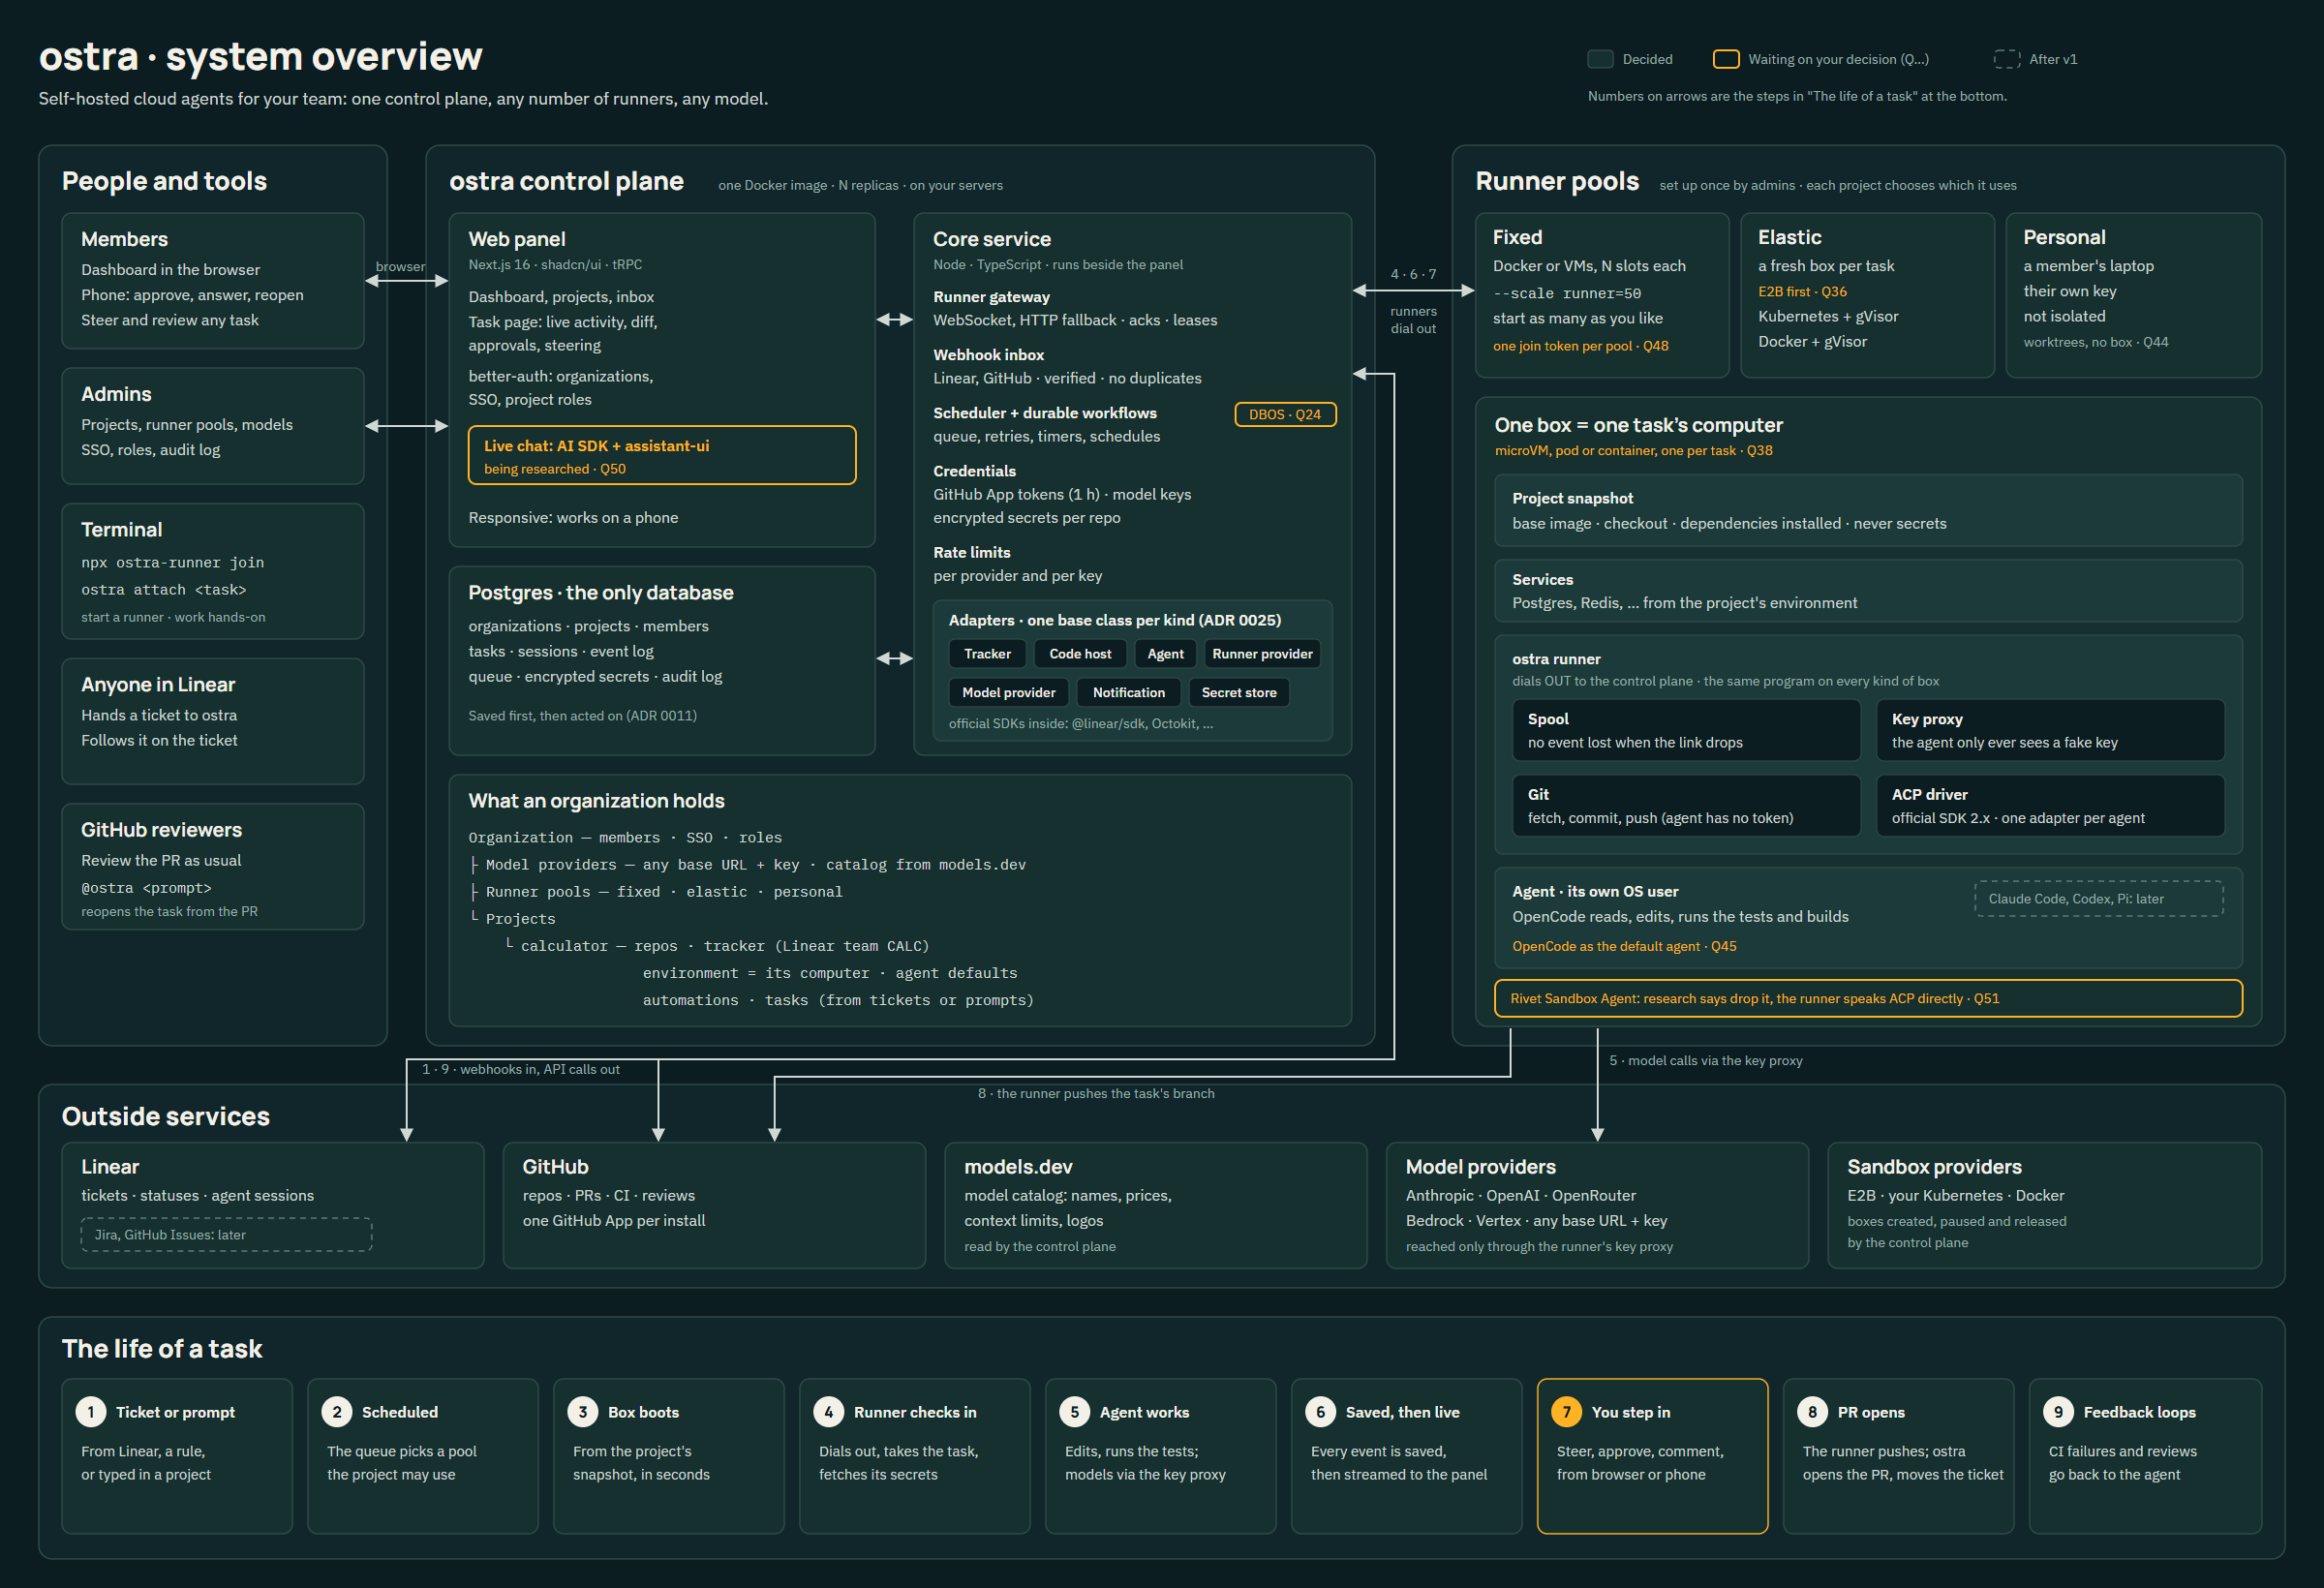 ostra · system overview
Self-hosted cloud agents for your team: one control plane, any number of runners, any model.
Decided
Waiting on your decision (Q…)
After v1
Numbers on arrows are the steps in "The life of a task" at the bottom.
People and tools
Members
Dashboard in the browser
Phone: approve, answer, reopen
Steer and review any task
Admins
Projects, runner pools, models
SSO, roles, audit log
Terminal
npx ostra-runner join
ostra attach <task>
start a runner · work hands-on
Anyone in Linear
Hands a ticket to ostra
Follows it on the ticket
GitHub reviewers
Review the PR as usual
@ostra <prompt>
reopens the task from the PR
browser
ostra control plane
one Docker image · N replicas · on your servers
Web panel
Next.js 16 · shadcn/ui · tRPC
Dashboard, projects, inbox
Task page: live activity, diff,
approvals, steering
better-auth: organizations,
SSO, project roles
Live chat: AI SDK + assistant-ui
being researched · Q50
Responsive: works on a phone
Postgres · the only database
organizations · projects · members
tasks · sessions · event log
queue · encrypted secrets · audit log
Saved first, then acted on (ADR 0011)
Core service
Node · TypeScript · runs beside the panel
Runner gateway
WebSocket, HTTP fallback · acks · leases
Webhook inbox
Linear, GitHub · verified · no duplicates
Scheduler + durable workflows
DBOS · Q24
queue, retries, timers, schedules
Credentials
GitHub App tokens (1 h) · model keys
encrypted secrets per repo
Rate limits
per provider and per key
Adapters · one base class per kind (ADR 0025)
Tracker
Code host
Agent
Runner provider
Model provider
Notification
Secret store
official SDKs inside: @linear/sdk, Octokit, …
What an organization holds
Organization — members · SSO · roles
├ Model providers — any base URL + key · catalog from models.dev
├ Runner pools — fixed · elastic · personal
└ Projects
└ calculator — repos · tracker (Linear team CALC)
environment = its computer · agent defaults
automations · tasks (from tickets or prompts)
4 · 6 · 7
runners
dial out
Runner pools
set up once by admins · each project chooses which it uses
Fixed
Docker or VMs, N slots each
--scale runner=50
start as many as you like
one join token per pool · Q48
Elastic
a fresh box per task
E2B first · Q36
Kubernetes + gVisor
Docker + gVisor
Personal
a member's laptop
their own key
not isolated
worktrees, no box · Q44
One box = one task's computer
microVM, pod or container, one per task · Q38
Project snapshot
base image · checkout · dependencies installed · never secrets
Services
Postgres, Redis, … from the project's environment
ostra runner
dials OUT to the control plane · the same program on every kind of box
Spool
no event lost when the link drops
Key proxy
the agent only ever sees a fake key
Git
fetch, commit, push (agent has no token)
ACP driver
official SDK 2.x · one adapter per agent
Agent · its own OS user
OpenCode reads, edits, runs the tests and builds
OpenCode as the default agent · Q45
Claude Code, Codex, Pi: later
Rivet Sandbox Agent: research says drop it, the runner speaks ACP directly · Q51
1 · 9 · webhooks in, API calls out
8 · the runner pushes the task's branch
5 · model calls via the key proxy
Outside services
Linear
tickets · statuses · agent sessions
Jira, GitHub Issues: later
GitHub
repos · PRs · CI · reviews
one GitHub App per install
models.dev
model catalog: names, prices,
context limits, logos
read by the control plane
Model providers
Anthropic · OpenAI · OpenRouter
Bedrock · Vertex · any base URL + key
reached only through the runner's key proxy
Sandbox providers
E2B · your Kubernetes · Docker
boxes created, paused and released
by the control plane
The life of a task
1 Ticket or prompt
From Linear, a rule,
or typed in a project
2 Scheduled
The queue picks a pool
the project may use
3 Box boots
From the project's
snapshot, in seconds
4 Runner checks in
Dials out, takes the task,
fetches its secrets
5 Agent works
Edits, runs the tests;
models via the key proxy
6 Saved, then live
Every event is saved,
then streamed to the panel
7 You step in
Steer, approve, comment,
from browser or phone
8 PR opens
The runner pushes; ostra
opens the PR, moves the ticket
9 Feedback loops
CI failures and reviews
go back to the agent